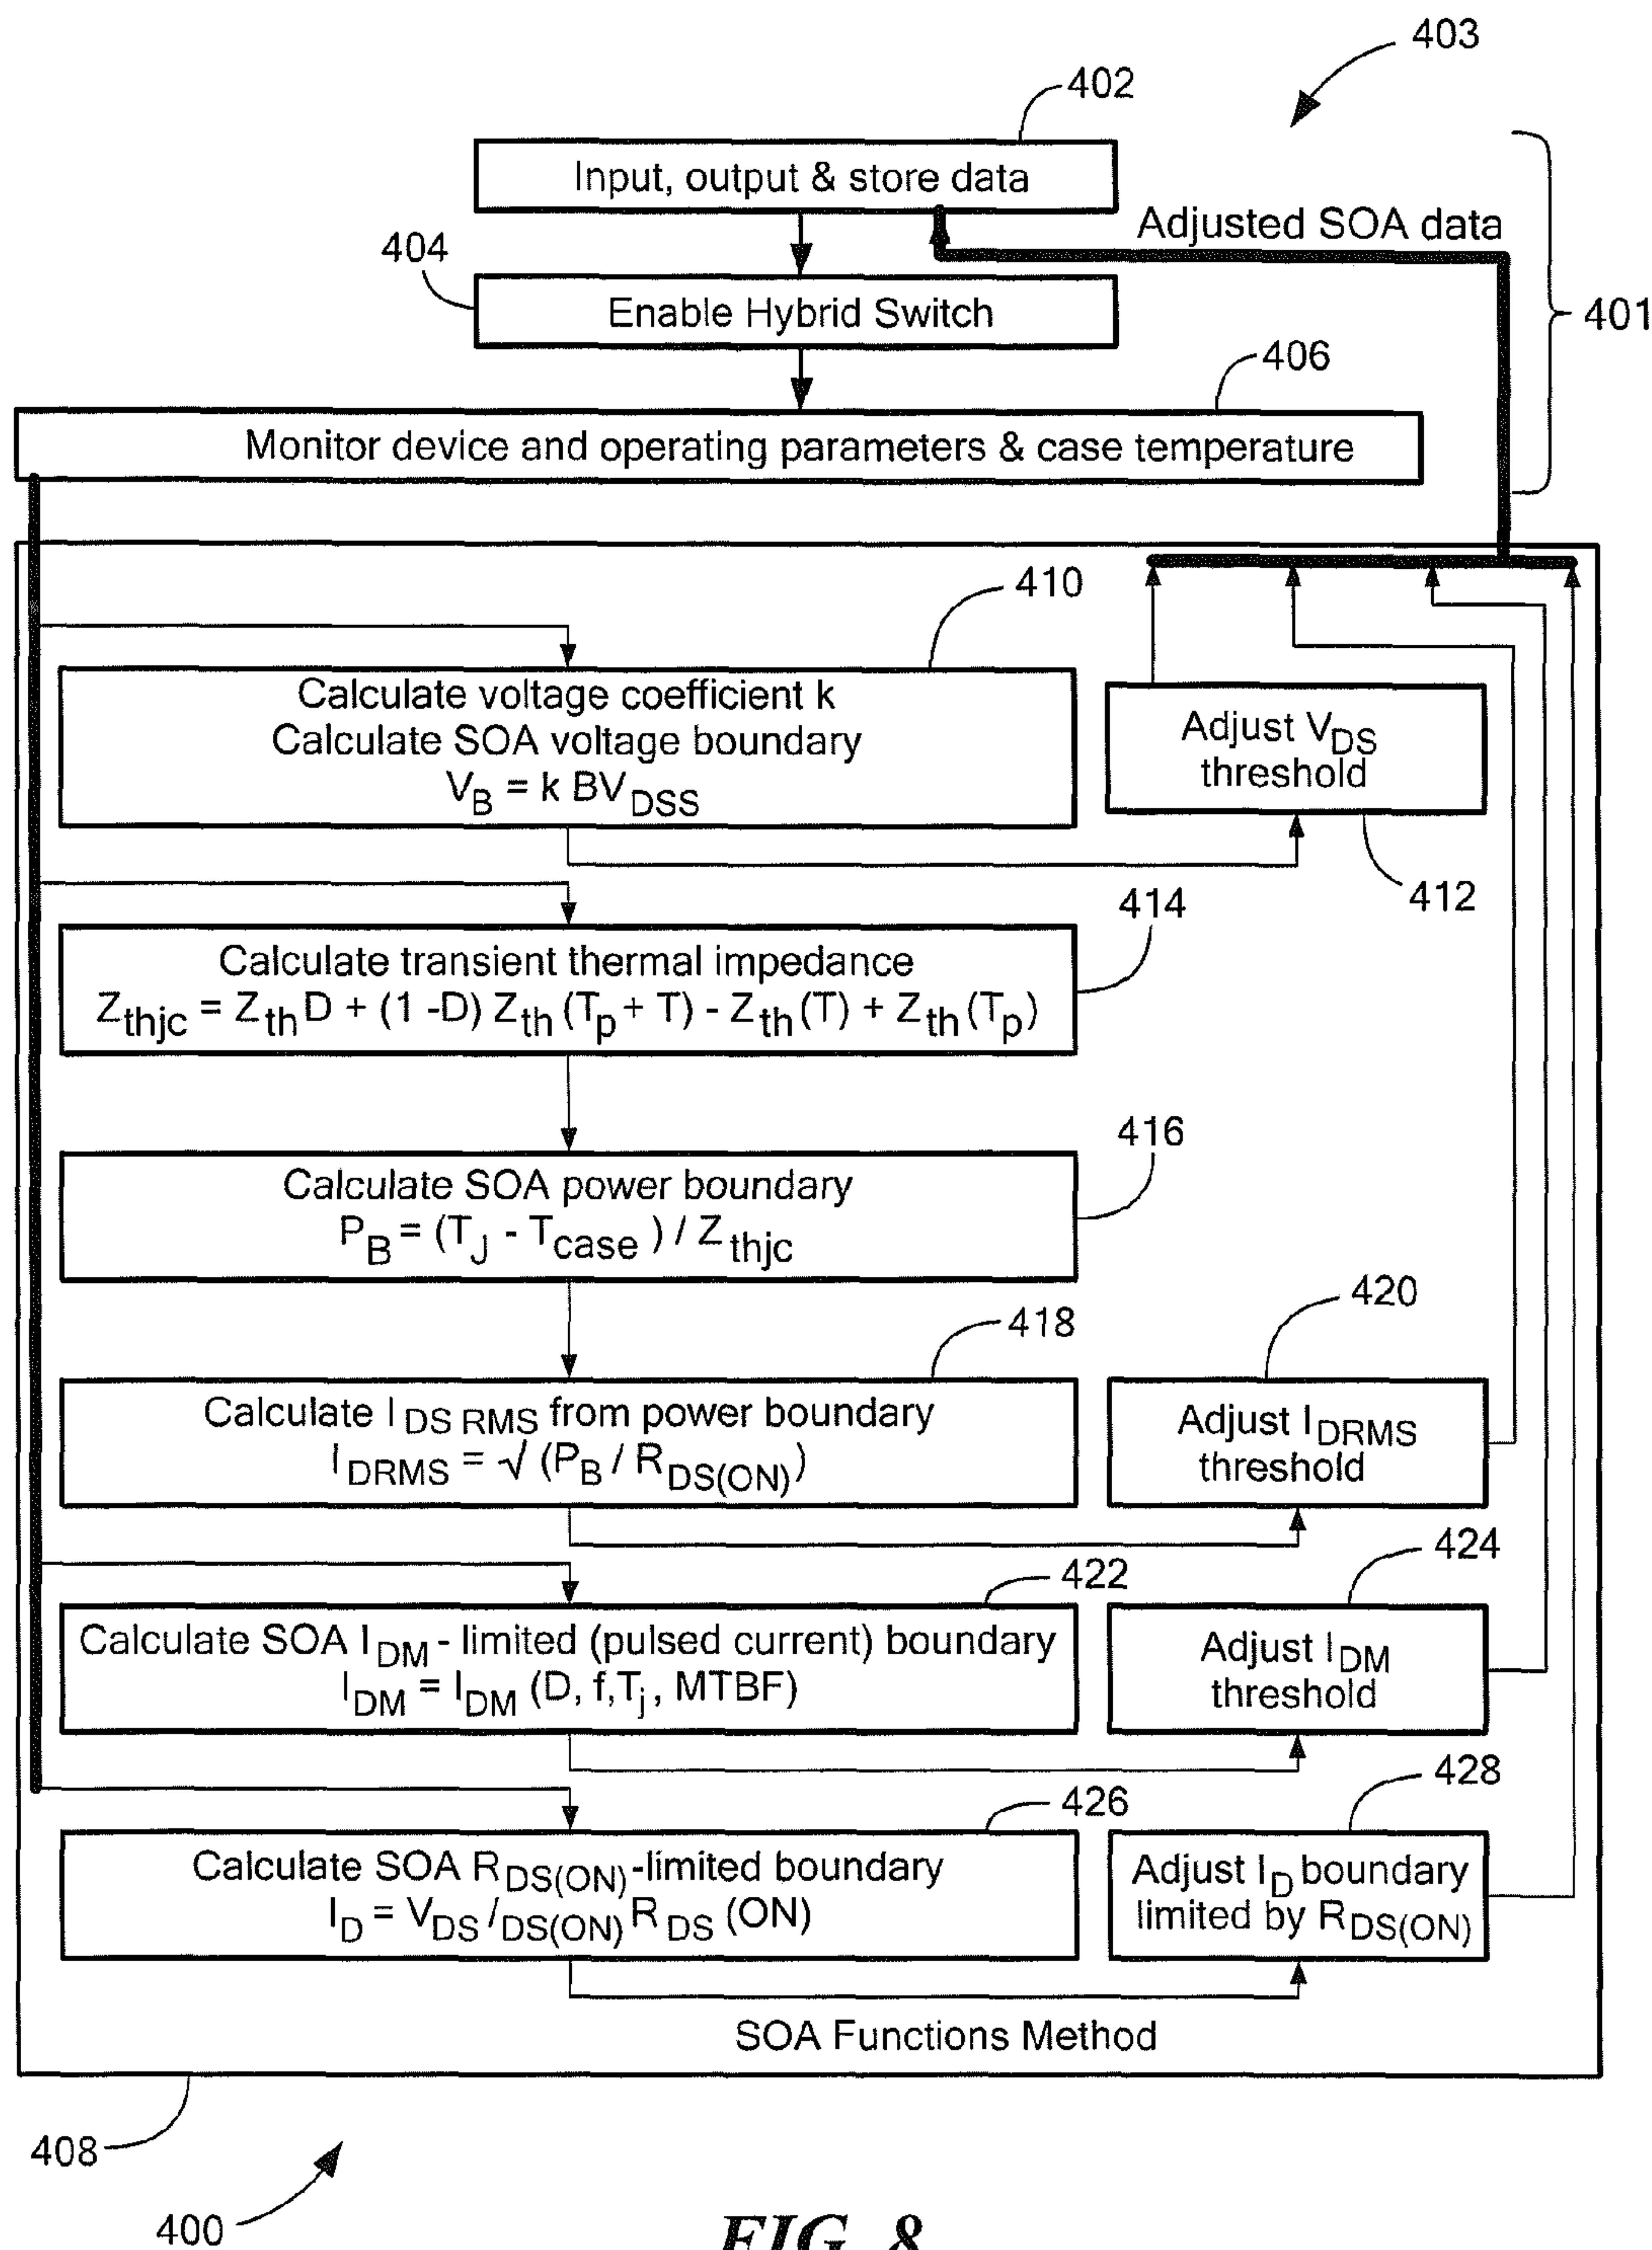 403
402
Input, output & store data
Adjusted SOA data
404
Enable Hybrid Switch
401
406
Monitor device and operating parameters & case temperature
410
Calculate voltage coefficient k
Calculate SOA voltage boundary
V_B = k BV_DSS
Adjust V_DS
threshold
412
414
Calculate transient thermal impedance
Z_thjc = Z_th D + (1 -D) Z_th (T_p + T) - Z_th (T) + Z_th (T_p)
416
Calculate SOA power boundary
P_B = (T_J - T_case ) / Z_thjc
418
420
Calculate I_DS RMS from power boundary
I_DRMS = √ (P_B / R_DS(ON))
Adjust I_DRMS
threshold
422
424
Calculate SOA I_DM - limited (pulsed current) boundary
I_DM = I_DM (D, f,T_j , MTBF)
Adjust I_DM
threshold
426
428
Calculate SOA R_DS(ON)-limited boundary
I_D = V_DS /_DS(ON) R_DS (ON)
Adjust I_D boundary
limited by R_DS(ON)
SOA Functions Method
408
400
FIG. 8